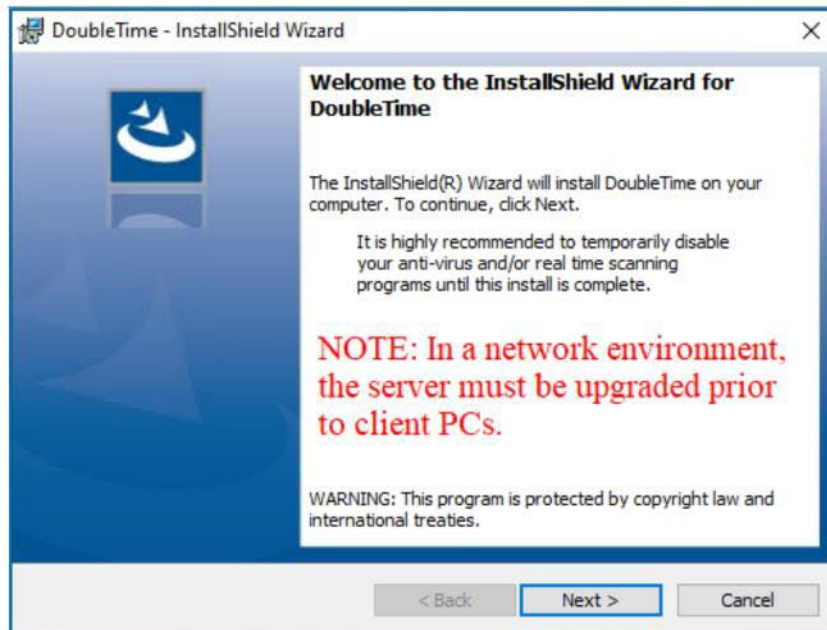 DoubleTime - InstallShield Wizard
Welcome to the InstallShield Wizard for
DoubleTime
The InstallShield(R) Wizard will install DoubleTime on your
computer. To continue, click Next.
It is highly recommended to temporarily disable
your anti-virus and/or real time scanning
programs until this install is complete.
NOTE: In a network environment,
the server must be upgraded prior
to client PCs.
WARNING: This program is protected by copyright law and
international treaties.
< Back
Next >
Cancel